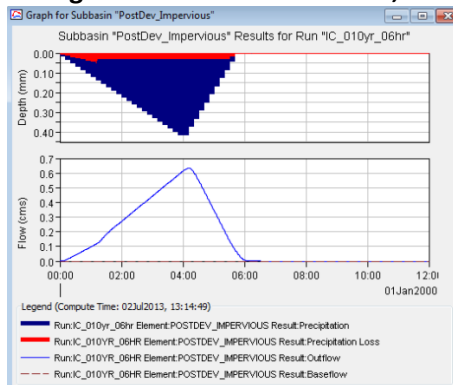 Graph for Subbasin "PostDev_Impervious"
Subbasin "PostDev_Impervious" Results for Run "IC_010yr_06hr"
Depth (mm)
0.00
0.10
0.20
0.30
0.40
Flow (cms)
0.7
0.6
0.5
0.4
0.3
0.2
0.1
0.0
00:00 02:00 04:00 06:00 08:00 10:00 12:00
01Jan2000
Legend (Compute Time: 02Jul2013, 13:14:49)
Run:IC_010yr_06hr Element:POSTDEV_IMPERVIOUS Result:Precipitation
Run:IC_010YR_06HR Element:POSTDEV_IMPERVIOUS Result:Precipitation Loss
Run:IC_010YR_06HR Element:POSTDEV_IMPERVIOUS Result:Outflow
Run:IC_010YR_06HR Element:POSTDEV_IMPERVIOUS Result:Baseflow